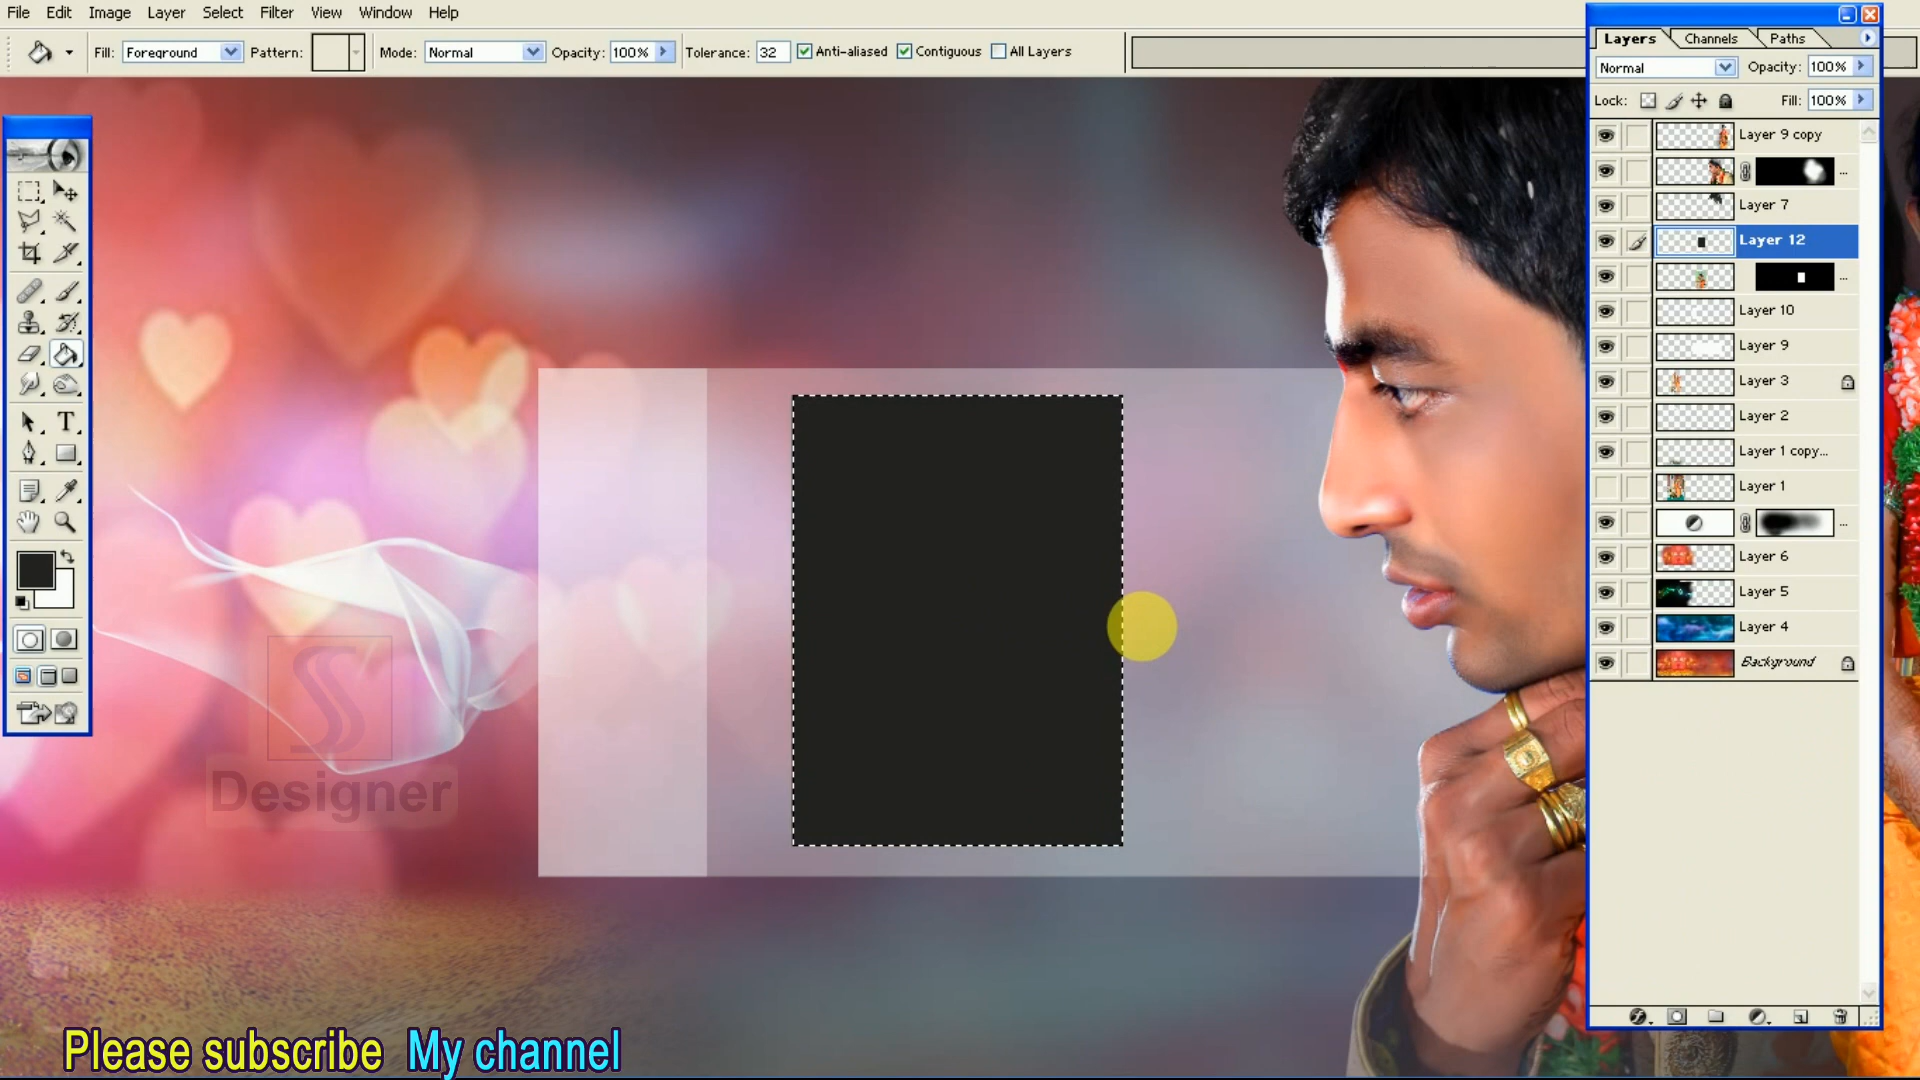 File Edit Image Layer Select Filter View Window Help
Fill: Foreground Pattern: Mode: Normal Opacity: 100% Tolerance: 32 Anti-aliased Contiguous All Layers
Layers Channels Paths
Normal Opacity: 100%
Lock: Fill: 100%
Layer 9 copy
...
Layer 7
Layer 12
...
Layer 10
Layer 9
Layer 3
Layer 2
Layer 1 copy...
Layer 1
...
Layer 6
Layer 5
Layer 4
Background
T
SS
Designer
Please subscribe My channel